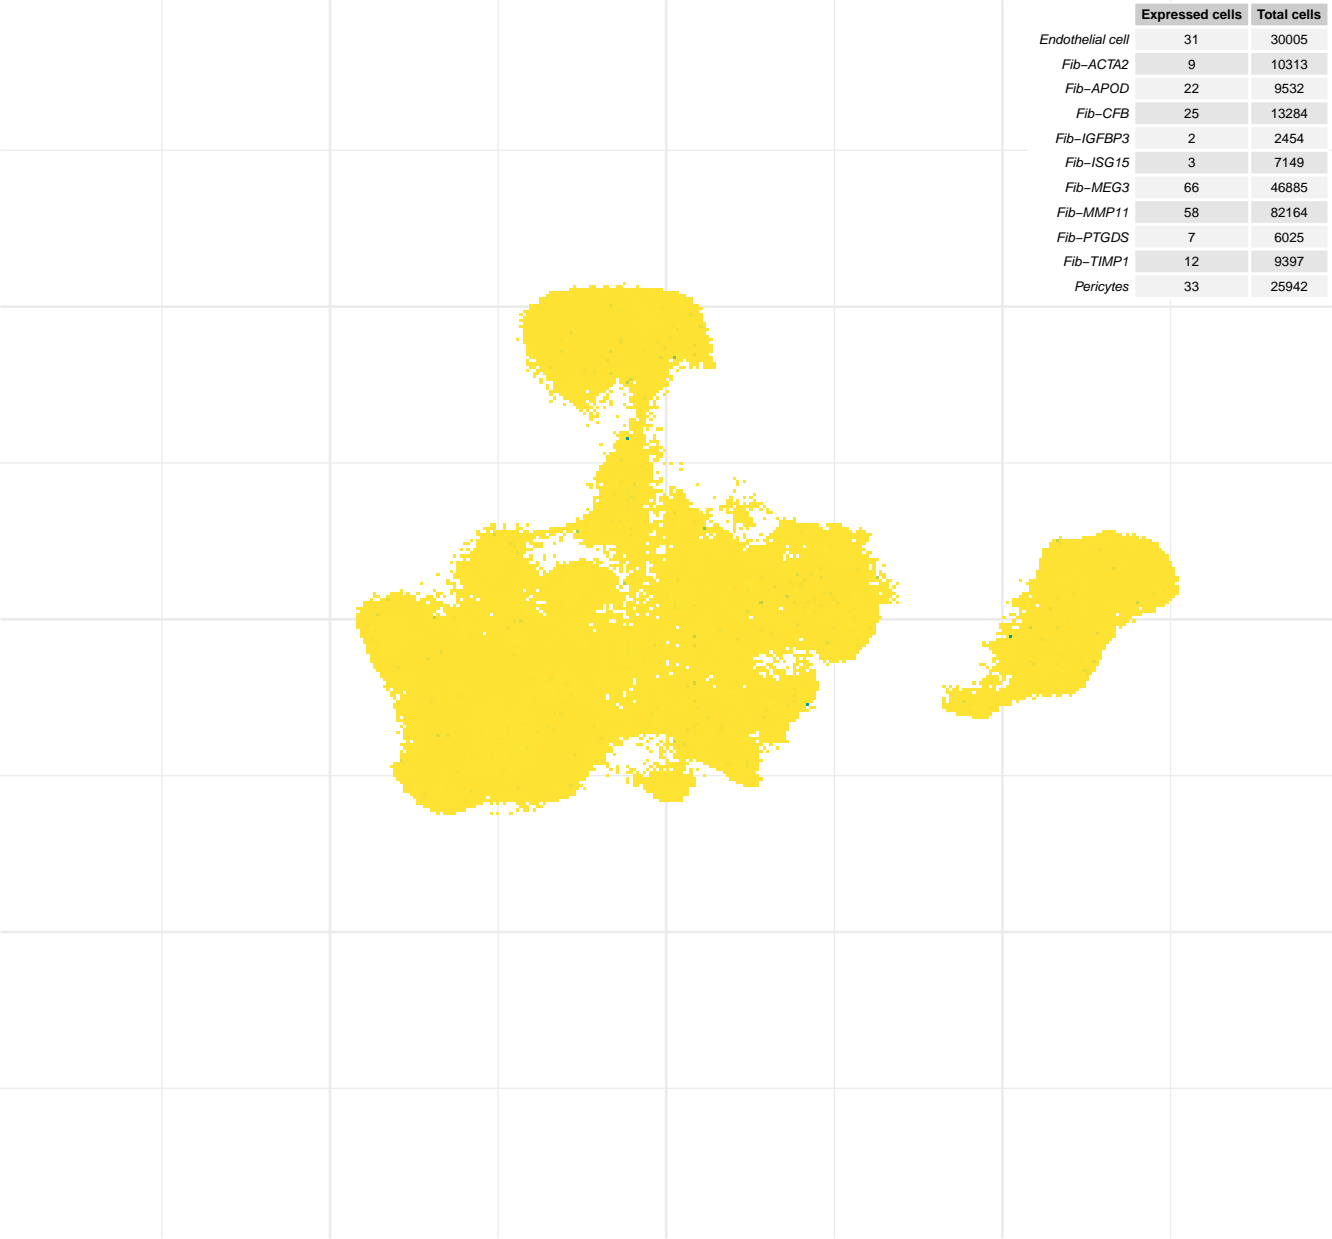 Expressed cells Total cells
Endothelial cell 31 30005
Fib−ACTA2 9 10313
Fib−APOD 22 9532
Fib−CFB 25 13284
Fib−IGFBP3 2 2454
Fib−ISG15 3 7149
Fib−MEG3 66 46885
Fib−MMP11 58 82164
Fib−PTGDS 7 6025
Fib−TIMP1 12 9397
Pericytes 33 25942